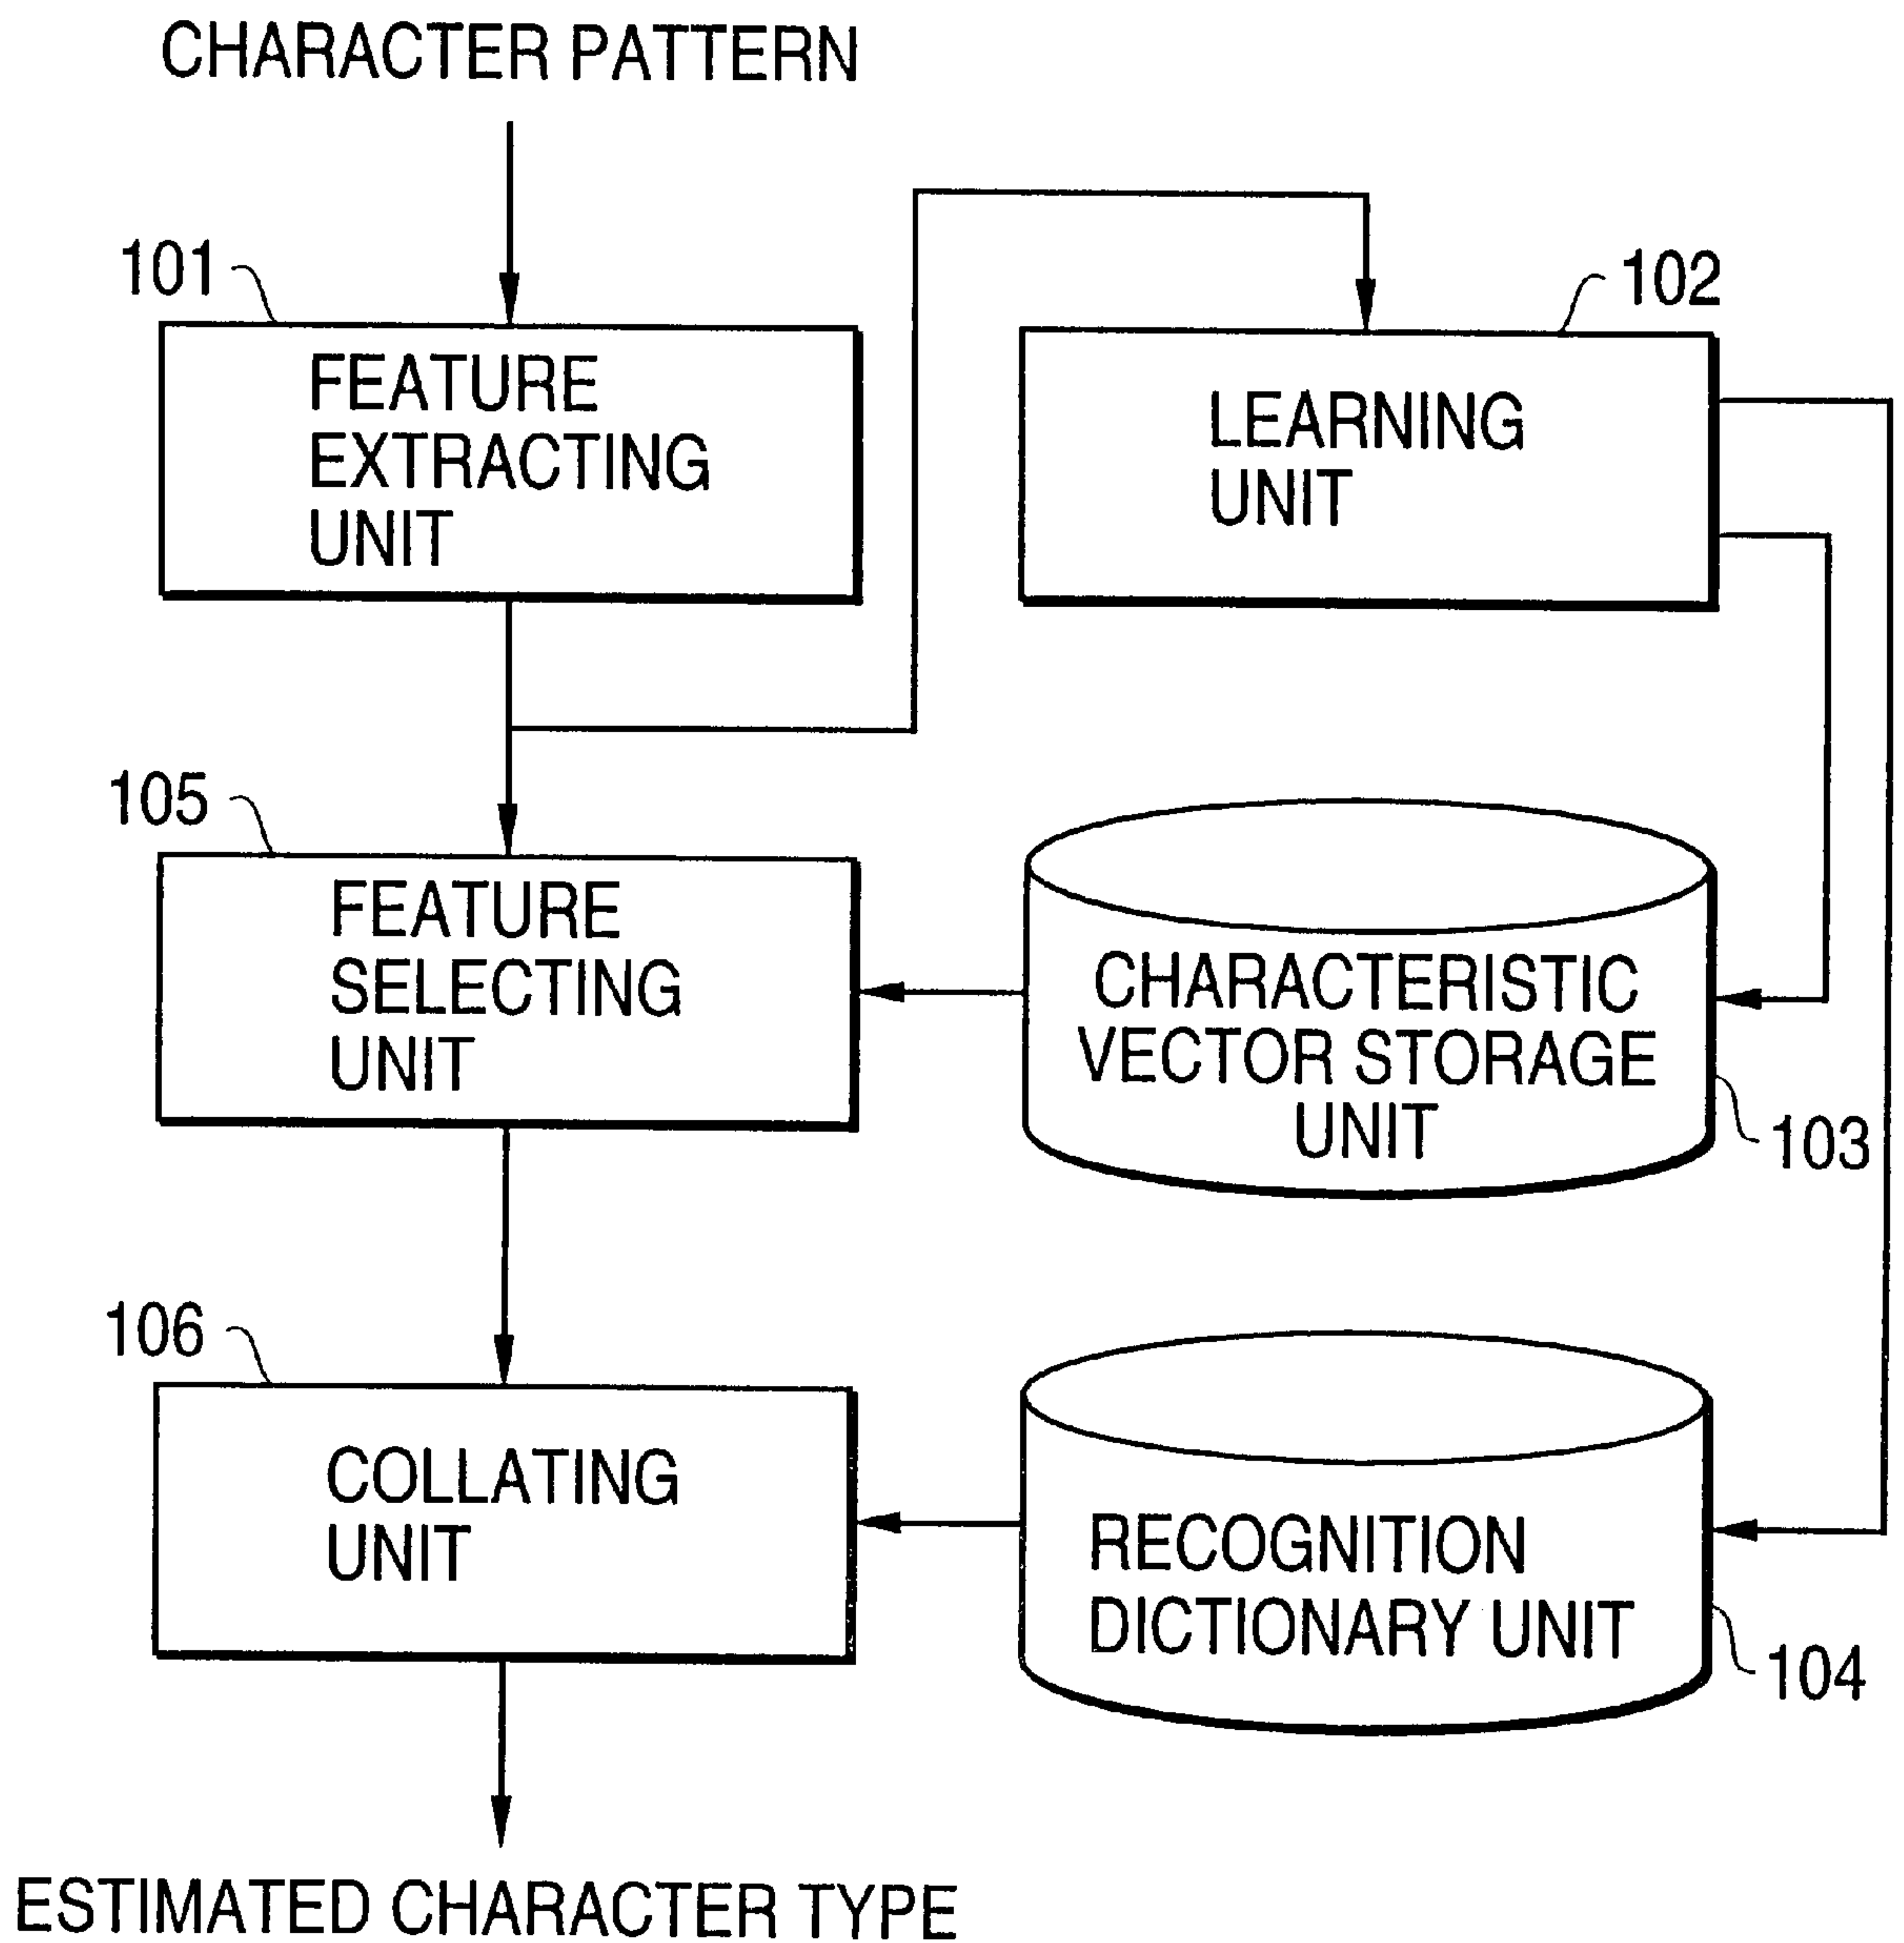 CHARACTER PATTERN
101
FEATURE
EXTRACTING
UNIT
102
LEARNING
UNIT
105
FEATURE
SELECTING
UNIT
CHARACTERISTIC
VECTOR STORAGE
UNIT
103
106
COLLATING
UNIT
RECOGNITION
DICTIONARY UNIT
104
ESTIMATED CHARACTER TYPE